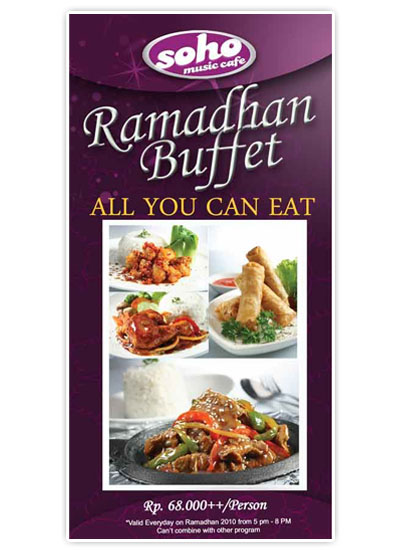 soho
music cafe
Ramadhan
Buffet
ALL YOU CAN EAT
Rp. 68.000++/Person
*Valid Everyday on Ramadhan 2010 from 5 pm - 8 PM
Can't combine with other program